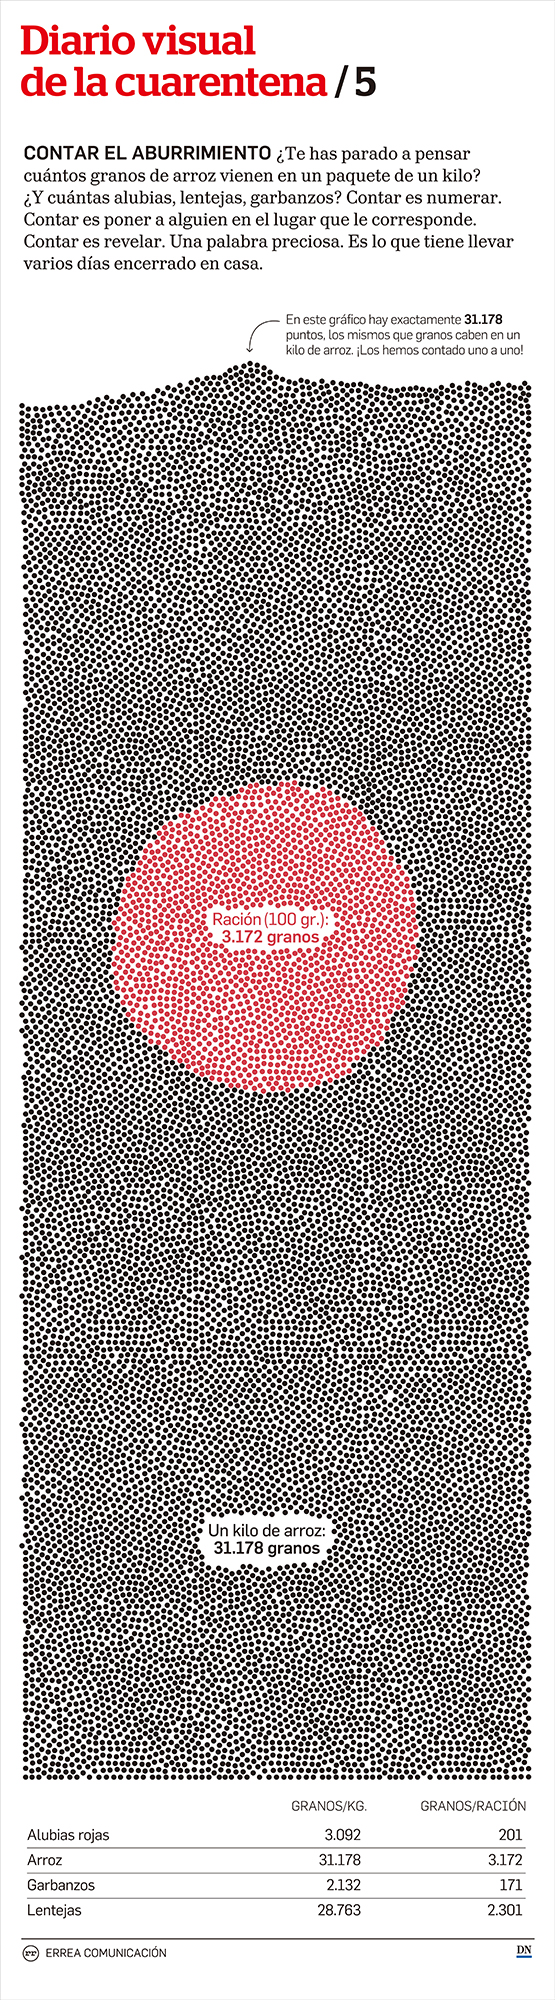 Diario visual
de la cuarentena / 5
CONTAR EL ABURRIMIENTO ¿Te has parado a pensar
cuántos granos de arroz vienen en un paquete de un kilo?
¿Y cuántas alubias, lentejas, garbanzos? Contar es numerar.
Contar es poner a alguien en el lugar que le corresponde.
Contar es revelar. Una palabra preciosa. Es lo que tiene llevar
varios días encerrado en casa.
En este gráfico hay exactamente 31.178
puntos, los mismos que granos caben en un
kilo de arroz. ¡Los hemos contado uno a uno!
Ración (100 gr.):
3.172 granos
Un kilo de arroz:
31.178 granos
GRANOS/KG. GRANOS/RACIÓN
Alubias rojas 3.092 201
Arroz 31.178 3.172
Garbanzos 2.132 171
Lentejas 28.763 2.301
rr ERREA COMUNICACIÓN DN